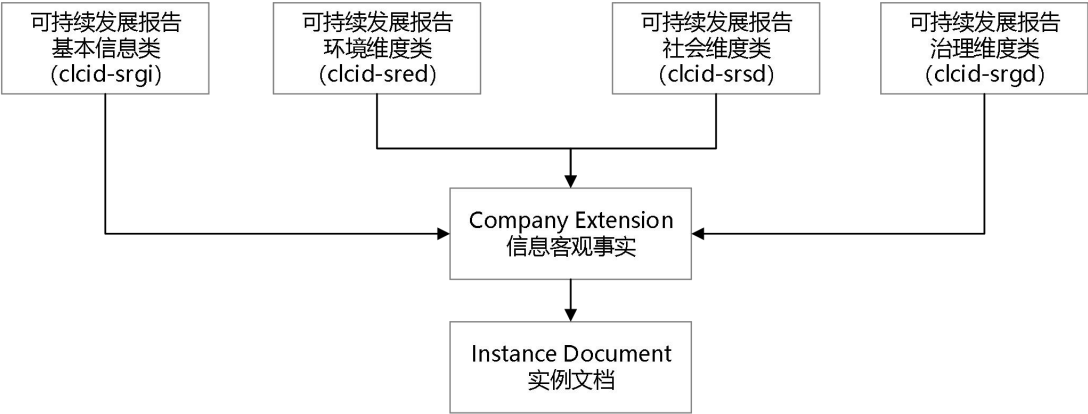 可持续发展报告
基本信息类
(clcid-srgi)
可持续发展报告
环境维度类
(clcid-sred)
可持续发展报告
社会维度类
(clcid-srsd)
可持续发展报告
治理维度类
(clcid-srgd)
Company Extension
信息客观事实
Instance Document
实例文档